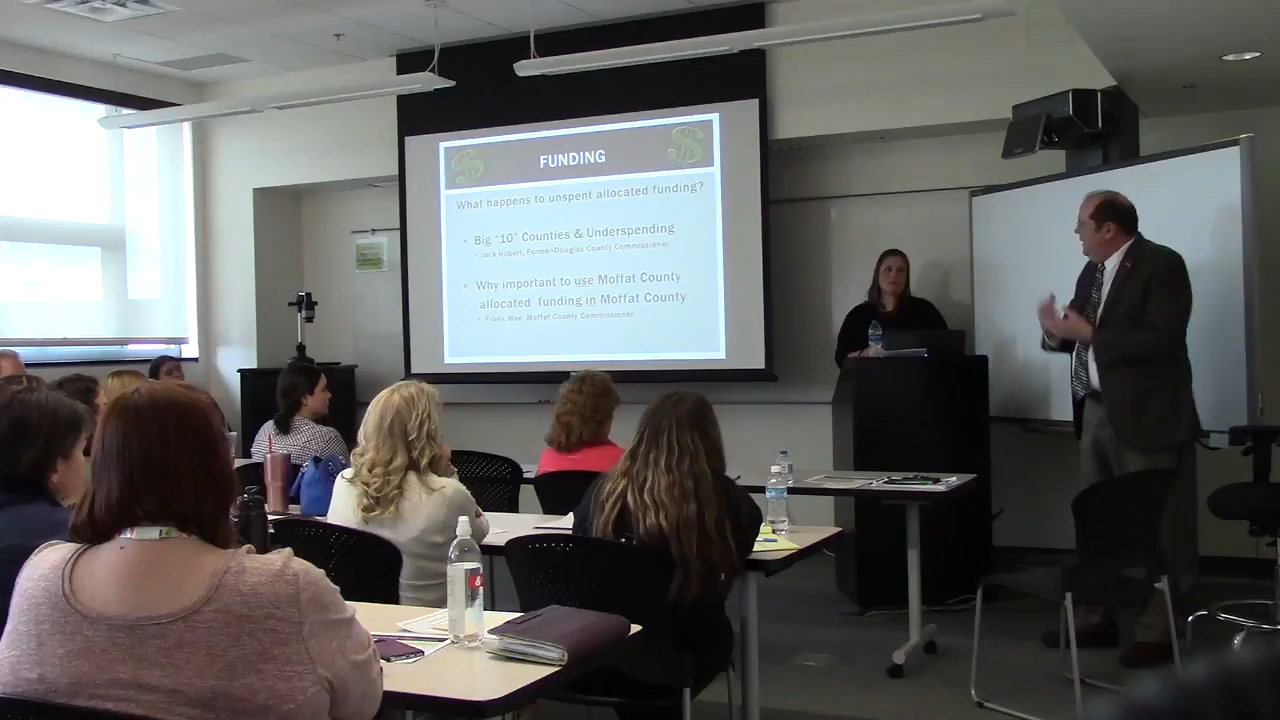 FUNDING
What happens to unspent allocated funding?
• Big "10" Counties & Underspending
• Jack Hilbert, Former-Douglas County Commissioner
• Why important to use Moffat County
allocated funding in Moffat County
• Frank Moe, Moffat County Commissioner